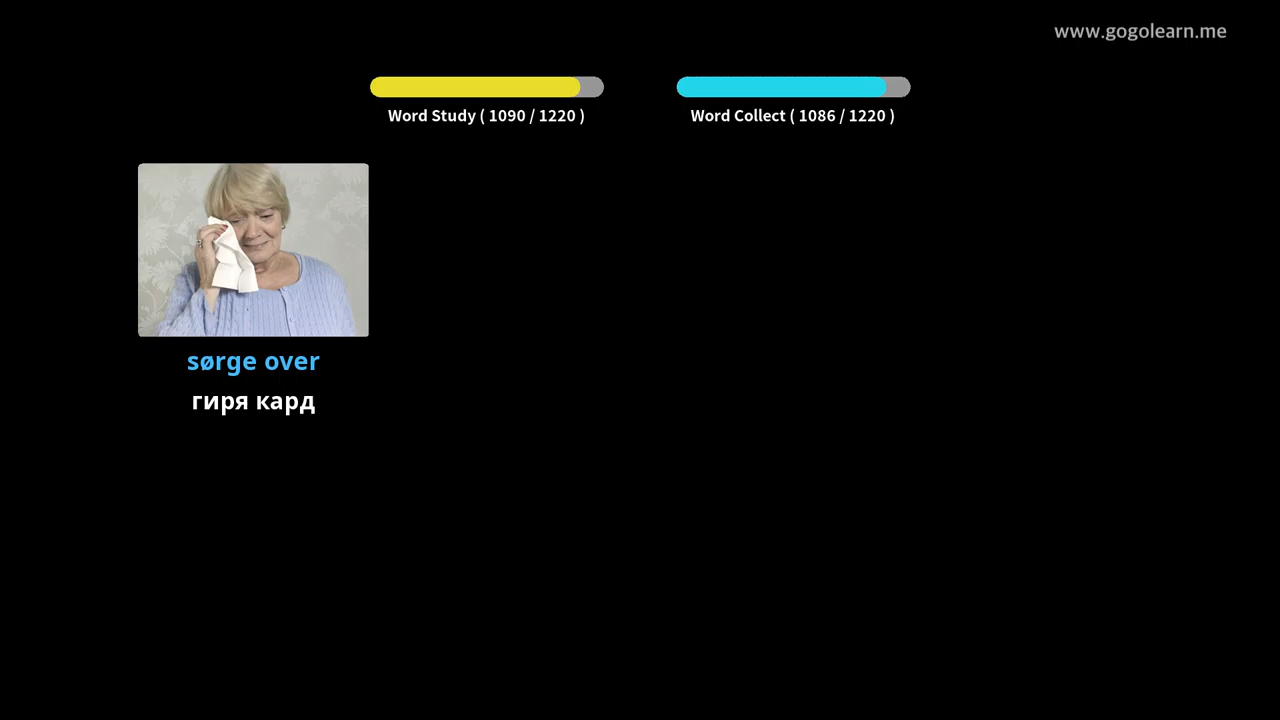 www.gogolearn.me
Word Study ( 1090 / 1220 )
Word Collect ( 1086 / 1220 )
sørge over
гиря кард